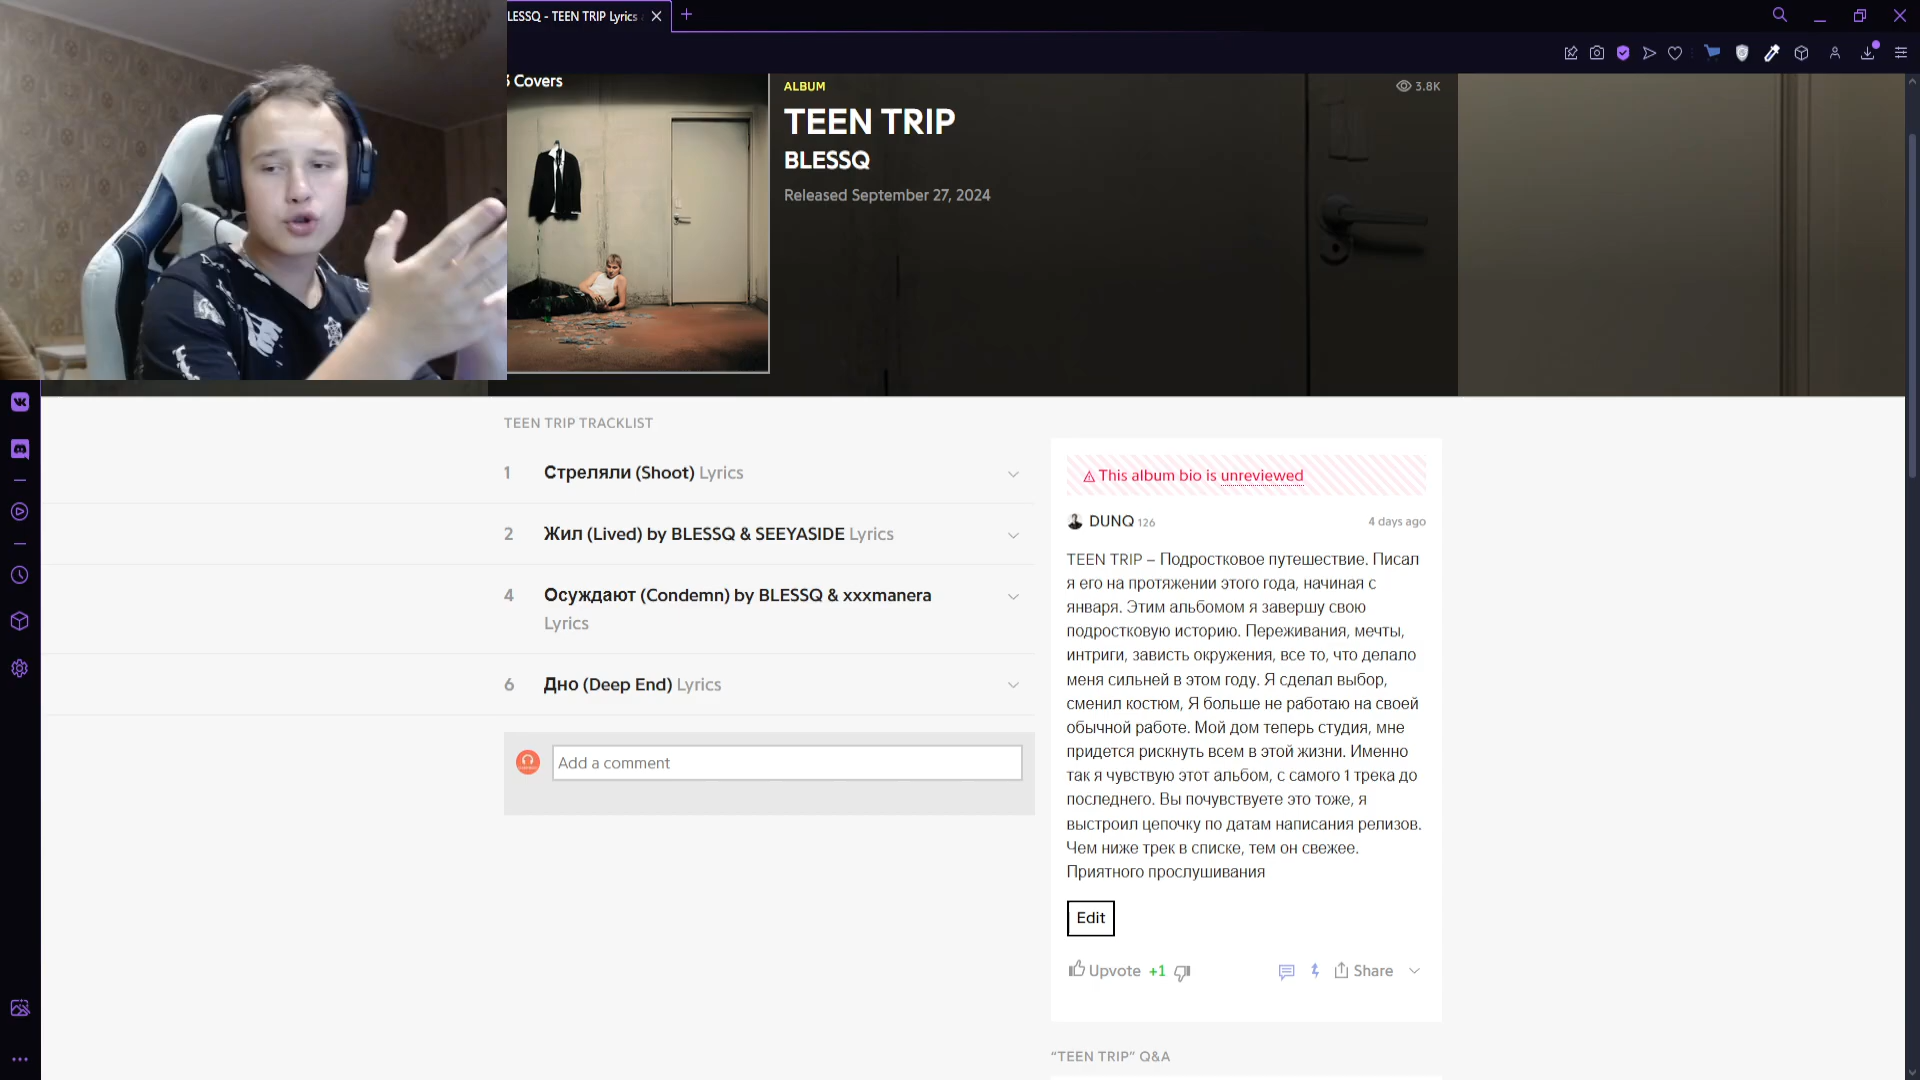 LESSQ - TEEN TRIP Lyrics
Covers
ALBUM
3.8K
TEEN TRIP
BLESSQ
Released September 27, 2024
TEEN TRIP TRACKLIST
1 Стреляли (Shoot) Lyrics
2 Жил (Lived) by BLESSQ & SEEYASIDE Lyrics
4 Осуждают (Condemn) by BLESSQ & xxxmanera
Lyrics
6 Дно (Deep End) Lyrics
Add a comment
This album bio is unreviewed
DUNQ 126
4 days ago
TEEN TRIP – Подростковое путешествие. Писал
я его на протяжении этого года, начиная с
января. Этим альбомом я завершу свою
подростковую историю. Переживания, мечты,
интриги, зависть окружения, все то, что делало
меня сильней в этом году. Я сделал выбор,
сменил костюм, Я больше не работаю на своей
обычной работе. Мой дом теперь студия, мне
придется рискнуть всем в этой жизни. Именно
так я чувствую этот альбом, с самого 1 трека до
последнего. Вы почувствуете это тоже, я
выстроил цепочку по датам написания релизов.
Чем ниже трек в списке, тем он свежее.
Приятного прослушивания
Edit
Upvote +1
Share
“TEEN TRIP” Q&A